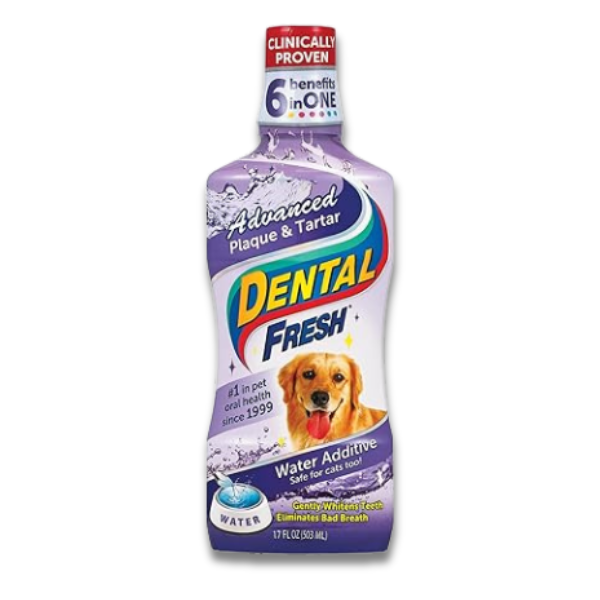 CLINICALLY
PROVEN
6 benefits
in ONE
Advanced
Plaque & Tartar
DENTAL
FRESH
#1 in pet
oral health
since 1999
Water Additive
Safe for cats too!
WATER
Gently Whitens Teeth
Eliminates Bad Breath
17 FL OZ (503 ML)